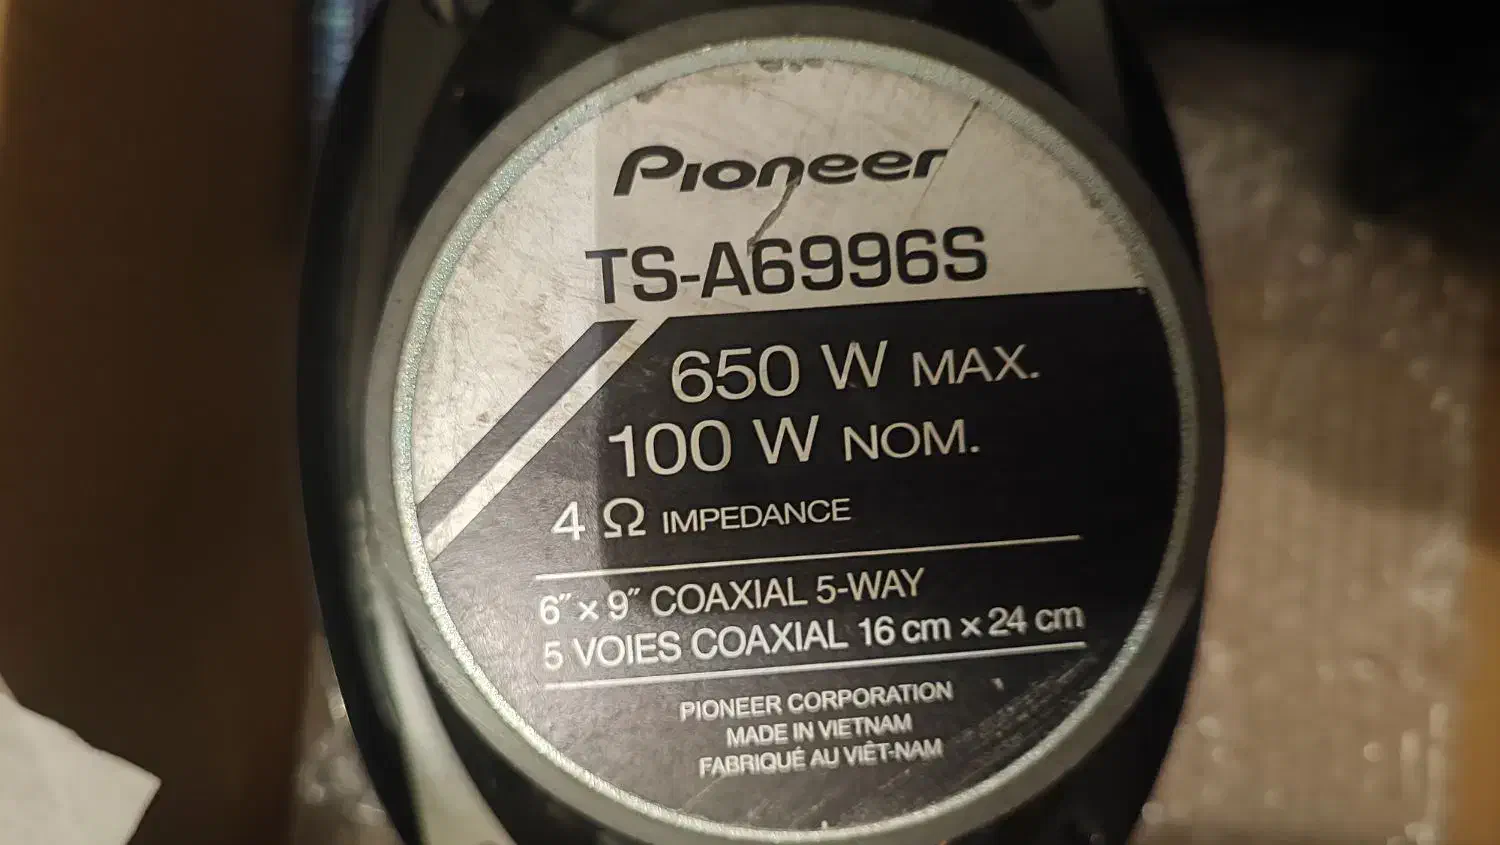 Pioneer
TS-A6996S
650 W MAX.
100 W NOM.
4 Ω IMPEDANCE
6″ × 9″ COAXIAL 5-WAY
5 VOIES COAXIAL 16 cm × 24 cm
PIONEER CORPORATION
MADE IN VIETNAM
FABRIQUÉ AU VIÊT-NAM